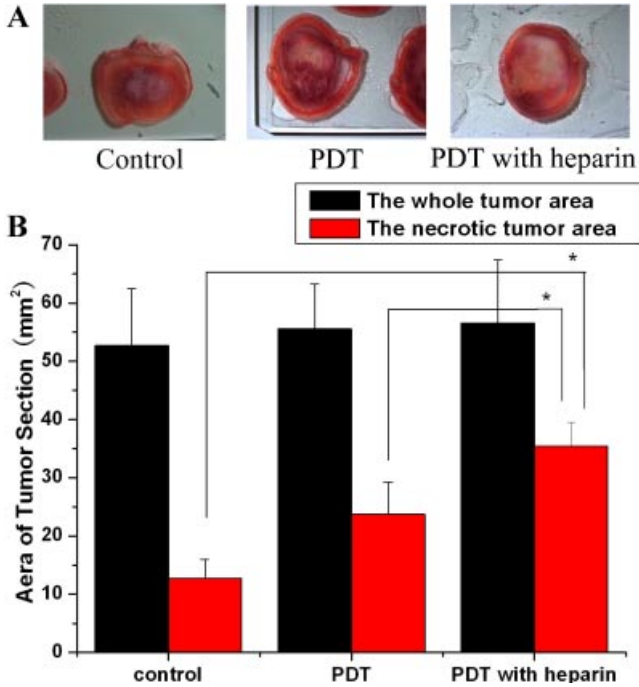 A
Control
PDT
PDT with heparin
The whole tumor area
The necrotic tumor area
B
Aera of Tumor Section (mm²)
70
60
50
40
30
20
10
0
*
*
control
PDT
PDT with heparin